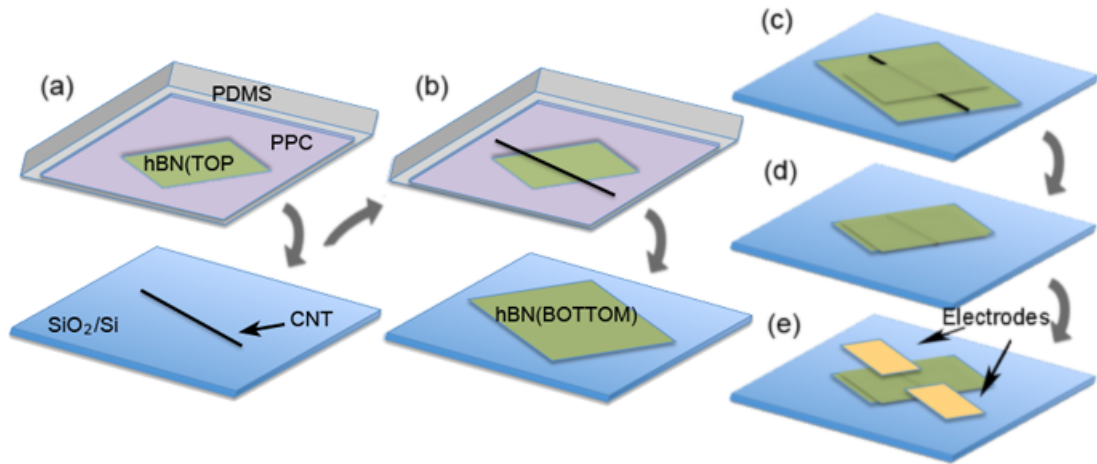 (a)
PDMS
PPC
hBN(TOP
SiO₂/Si
CNT
(b)
hBN(BOTTOM)
(c)
(d)
(e)
Electrodes